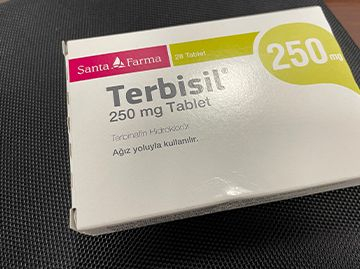 Santa Farma
28 Tablet
250 mg
Terbisil®
250 mg Tablet
Terbinafin Hidroklorür
Ağız yoluyla kullanılır.